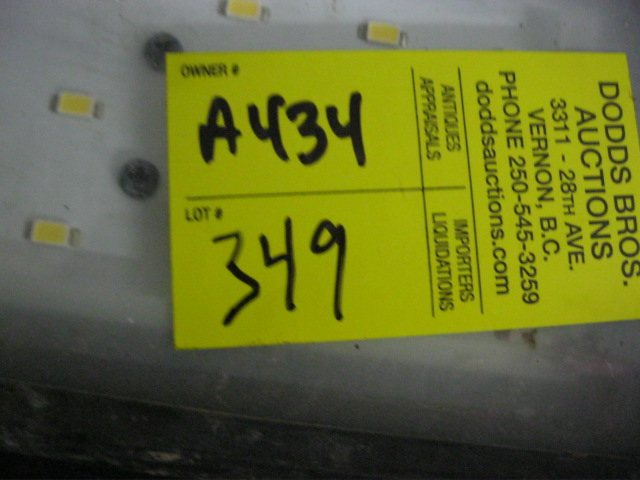 OWNER #
A434
LOT #
349
ANTIQUES
APPRAISALS
IMPORTERS
LIQUIDATIONS
DODDS BROS.
AUCTIONS
3311 - 28TH AVE.
VERNON, B.C.
PHONE 250-545-3259
doddsauctions.com